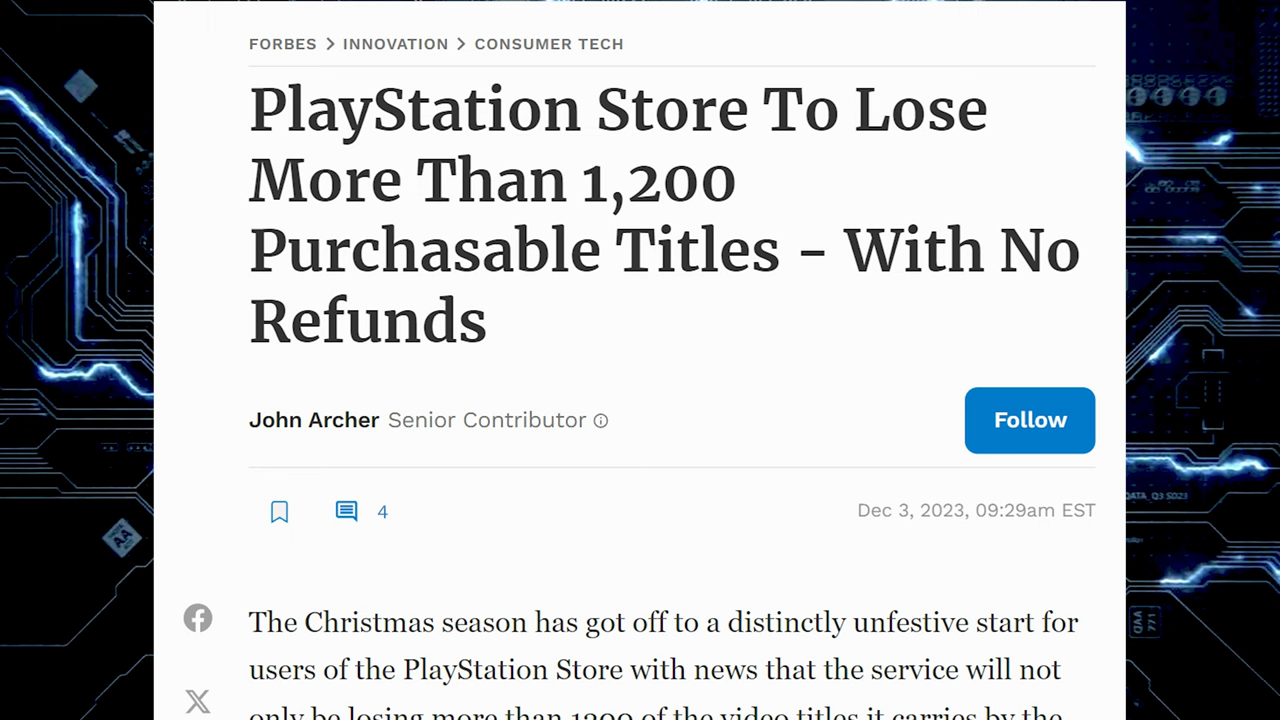 FORBES > INNOVATION > CONSUMER TECH
PlayStation Store To Lose
More Than 1,200
Purchasable Titles - With No
Refunds
John Archer Senior Contributor
Follow
4
Dec 3, 2023, 09:29am EST
The Christmas season has got off to a distinctly unfestive start for
users of the PlayStation Store with news that the service will not
only be losing more than 1200 of the video titles it carries by the
AA
DATA_Q3 S023